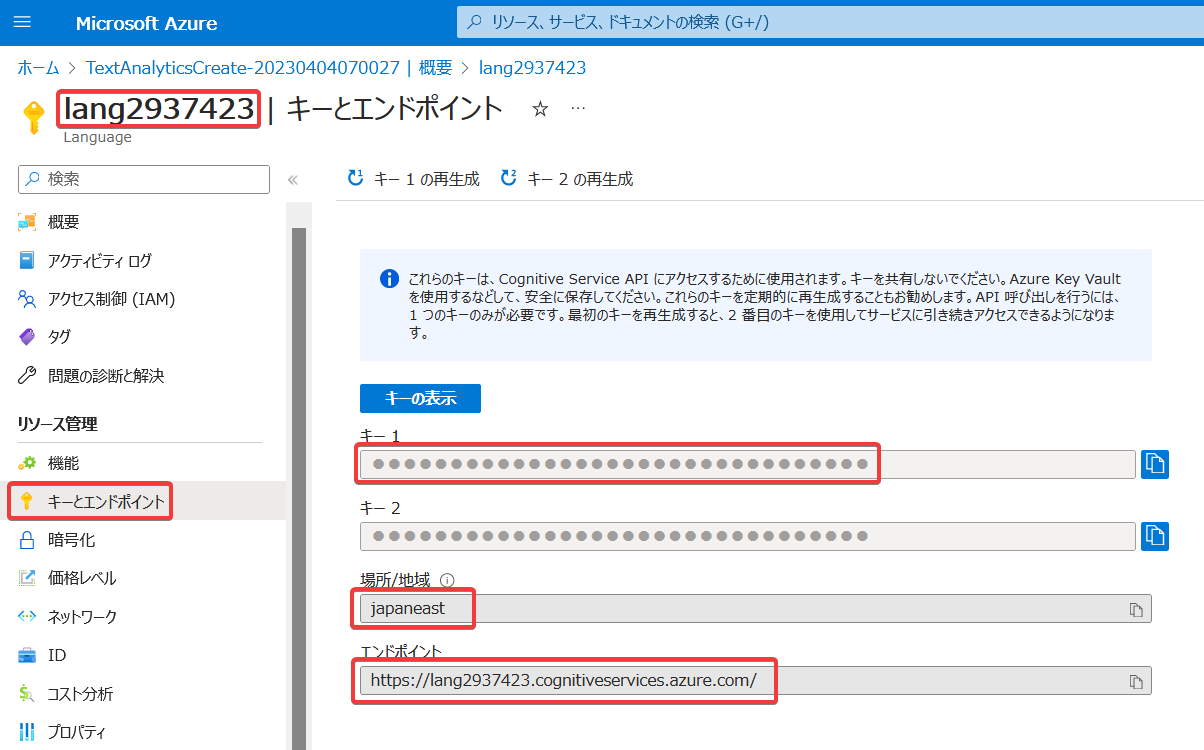 Microsoft Azure
リソース、サービス、ドキュメントの検索 (G+/)
ホーム > TextAnalyticsCreate-20230404070027 | 概要 > lang2937423
lang2937423 | キーとエンドポイント ☆ …
Language
検索
«
キー 1 の再生成
キー 2 の再生成
概要
アクティビティ ログ
アクセス制御 (IAM)
タグ
問題の診断と解決
リソース管理
機能
キーとエンドポイント
暗号化
価格レベル
ネットワーク
ID
コスト分析
プロパティ
これらのキーは、Cognitive Service API にアクセスするために使用されます。キーを共有しないでください。Azure Key Vault
を使用するなどして、安全に保存してください。これらのキーを定期的に再生成することもお勧めします。API 呼び出しを行うには、
1 つのキーのみが必要です。最初のキーを再生成すると、2 番目のキーを使用してサービスに引き続きアクセスできるようになりま
す。
キーの表示
キー 1
●●●●●●●●●●●●●●●●●●●●●●●●●●●●●●●●
キー 2
●●●●●●●●●●●●●●●●●●●●●●●●●●●●●●●●
場所/地域
japaneast
エンドポイント
https://lang2937423.cognitiveservices.azure.com/